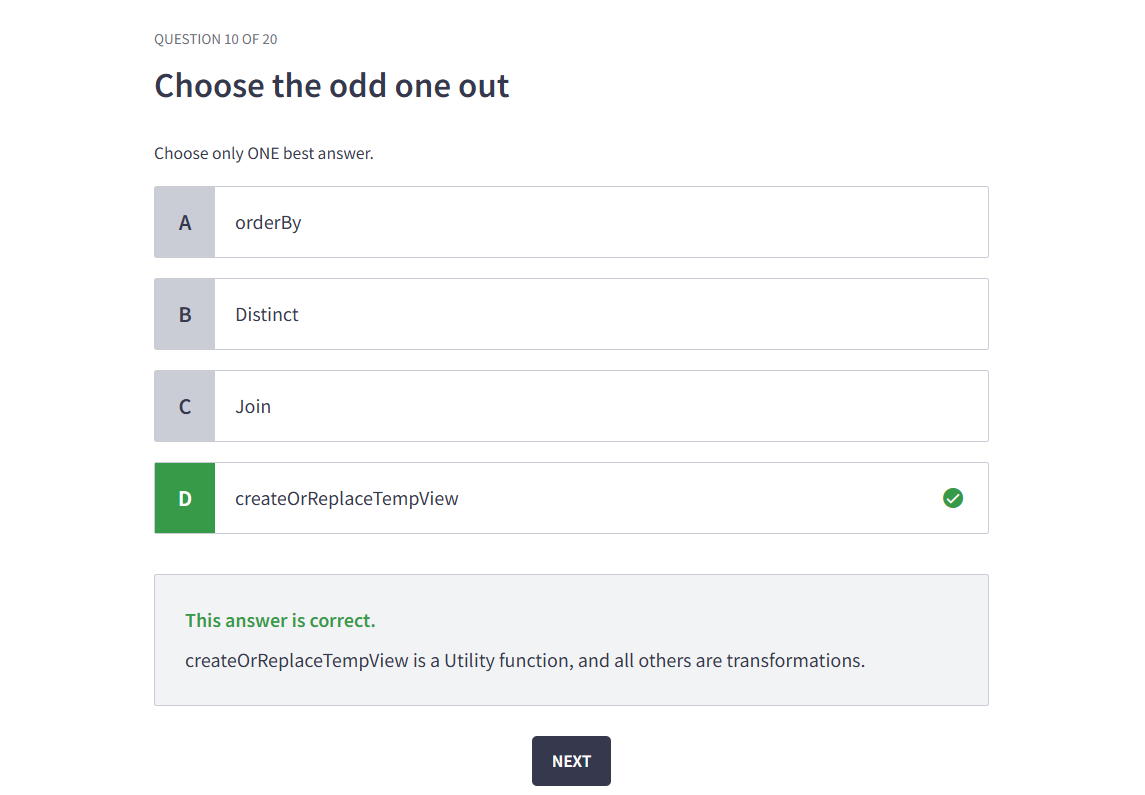 QUESTION 10 OF 20
Choose the odd one out
Choose only ONE best answer.
A
orderBy
B
Distinct
C
Join
D
createOrReplaceTempView
This answer is correct.
createOrReplaceTempView is a Utility function, and all others are transformations.
NEXT